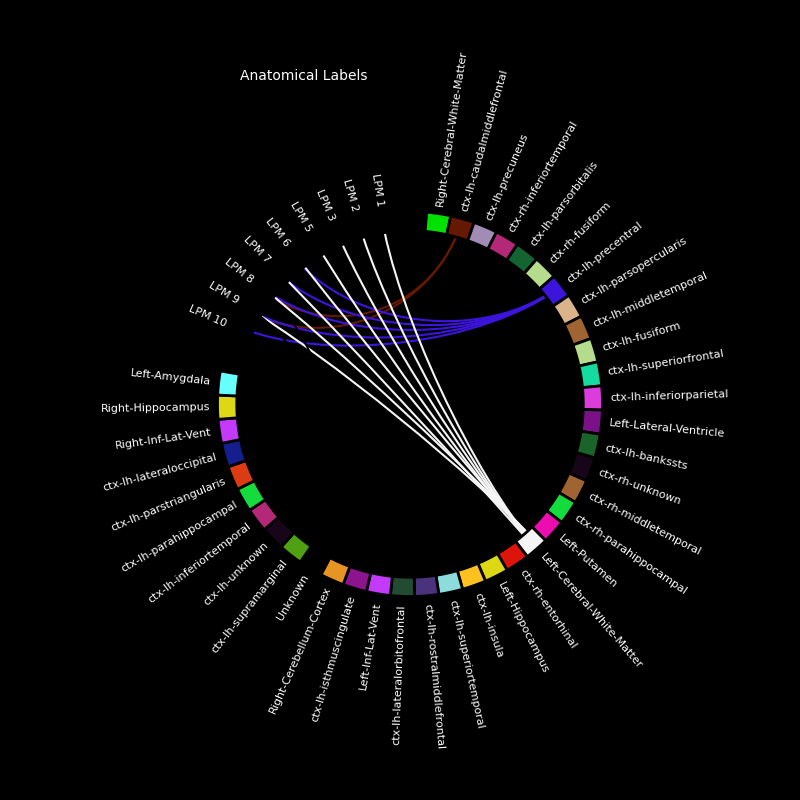 Anatomical Labels
LPM 1
LPM 2
LPM 3
LPM 5
LPM 6
LPM 7
LPM 8
LPM 9
LPM 10
Right-Cerebral-White-Matter
ctx-lh-caudalmiddlefrontal
ctx-lh-precuneus
ctx-rh-inferiortemporal
ctx-lh-parsorbitalis
ctx-rh-fusiform
ctx-lh-precentral
ctx-lh-parsopercularis
ctx-lh-middletemporal
ctx-lh-fusiform
ctx-lh-superiorfrontal
ctx-lh-inferiorparietal
Left-Lateral-Ventricle
ctx-lh-bankssts
ctx-rh-unknown
ctx-rh-middletemporal
ctx-rh-parahippocampal
Left-Putamen
Left-Cerebral-White-Matter
ctx-rh-entorhinal
Left-Hippocampus
ctx-lh-insula
ctx-lh-superiortemporal
ctx-lh-rostralmiddlefrontal
ctx-lh-lateralorbitofrontal
Left-Inf-Lat-Vent
ctx-lh-isthmuscingulate
Right-Cerebellum-Cortex
Unknown
ctx-lh-supramarginal
ctx-lh-unknown
ctx-lh-inferiortemporal
ctx-lh-parahippocampal
ctx-lh-parstriangularis
ctx-lh-lateraloccipital
Right-Inf-Lat-Vent
Right-Hippocampus
Left-Amygdala